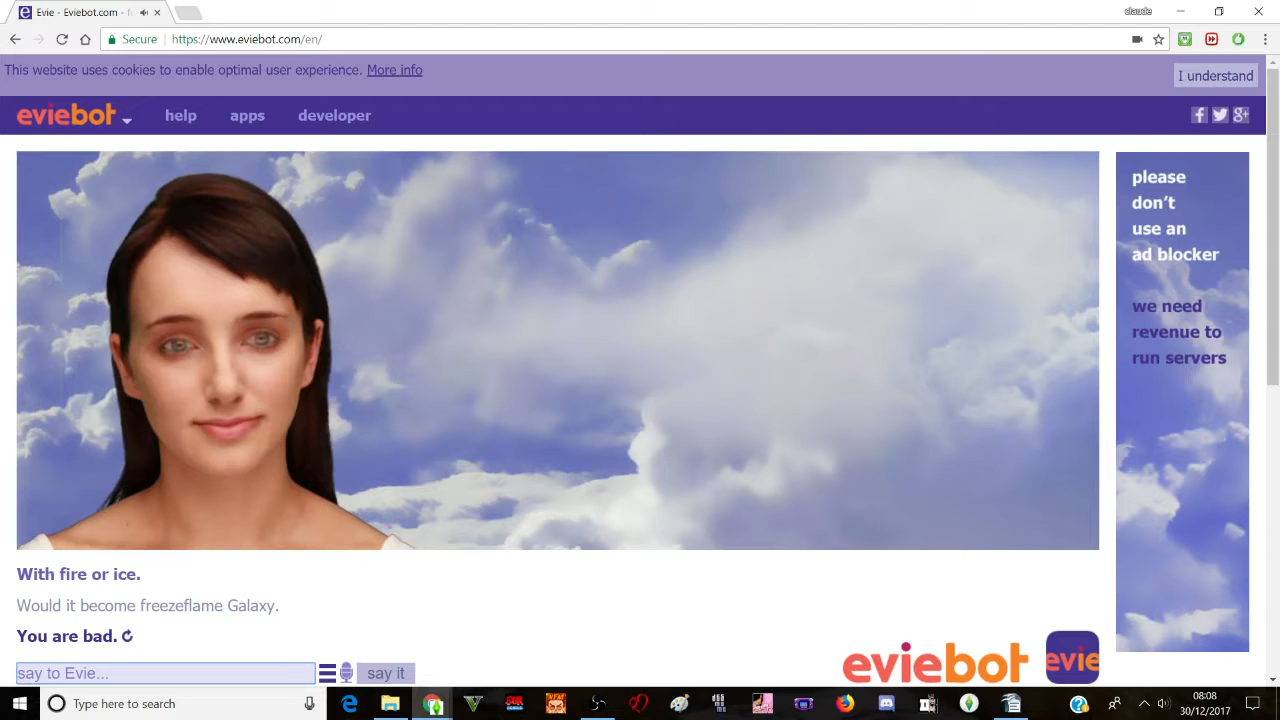 Evie - Eviebot.com - f
claude
Secure
https://www.eviebot.com/en/
This website uses cookies to enable optimal user experience. More info
I understand
eviebot
help
apps
developer
please
don't
use an
ad blocker
we need
revenue to
run servers
With fire or ice.
Would it become freezeflame Galaxy.
You are bad.
say to Evie...
say it
eviebot
evie
Type here to search
08:08
30/12/2017